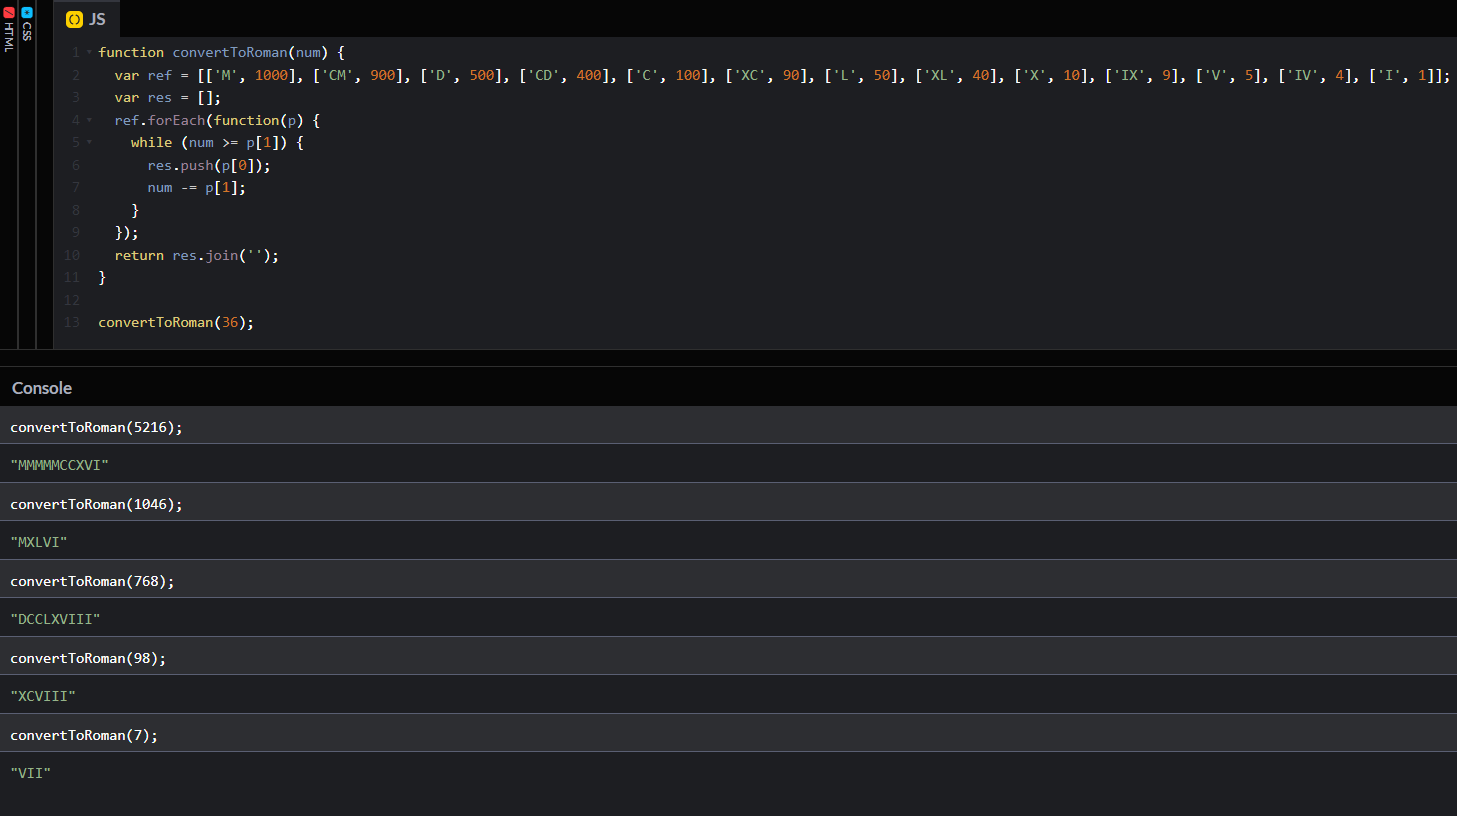 HTML
CSS
JS
1 function convertToRoman(num) {
2   var ref = [['M', 1000], ['CM', 900], ['D', 500], ['CD', 400], ['C', 100], ['XC', 90], ['L', 50], ['XL', 40], ['X', 10], ['IX', 9], ['V', 5], ['IV', 4], ['I', 1]];
3   var res = [];
4   ref.forEach(function(p) {
5     while (num >= p[1]) {
6       res.push(p[0]);
7       num -= p[1];
8     }
9   });
10   return res.join('');
11 }
12
13 convertToRoman(36);
Console
convertToRoman(5216);
"MMMMMCCXVI"
convertToRoman(1046);
"MXLVI"
convertToRoman(768);
"DCCLXVIII"
convertToRoman(98);
"XCVIII"
convertToRoman(7);
"VII"